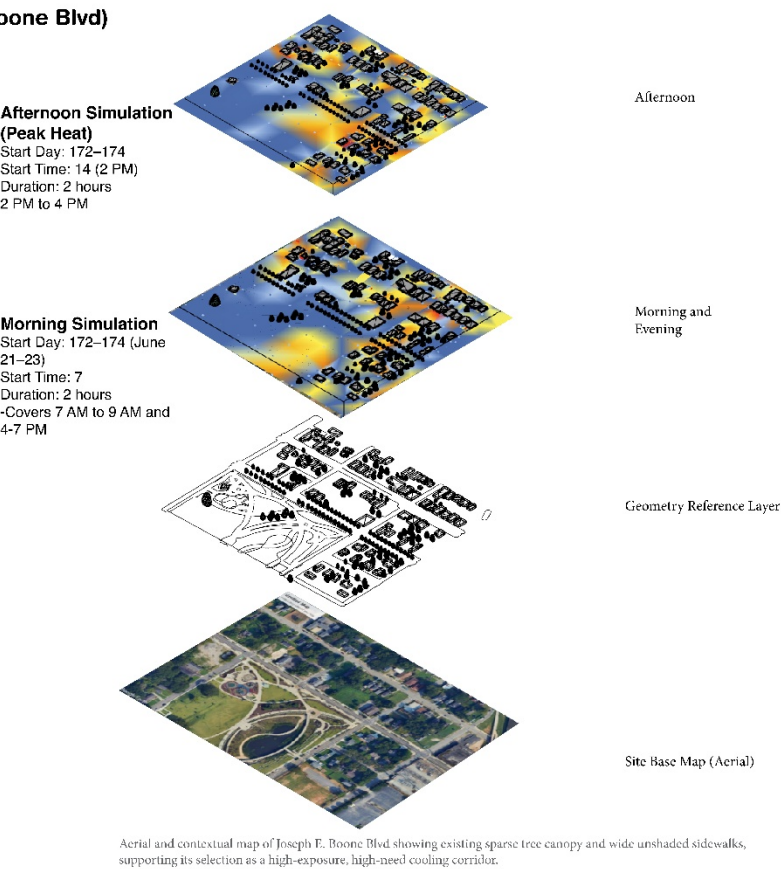 oone Blvd)
Afternoon
Afternoon Simulation
(Peak Heat)
Start Day: 172–174
Start Time: 14 (2 PM)
Duration: 2 hours
2 PM to 4 PM
Morning and
Evening
Morning Simulation
Start Day: 172–174 (June
21–23)
Start Time: 7
Duration: 2 hours
-Covers 7 AM to 9 AM and
4-7 PM
Geometry Reference Layer
Site Base Map (Aerial)
Aerial and contextual map of Joseph E. Boone Blvd showing existing sparse tree canopy and wide unshaded sidewalks,
supporting its selection as a high-exposure, high-need cooling corridor.